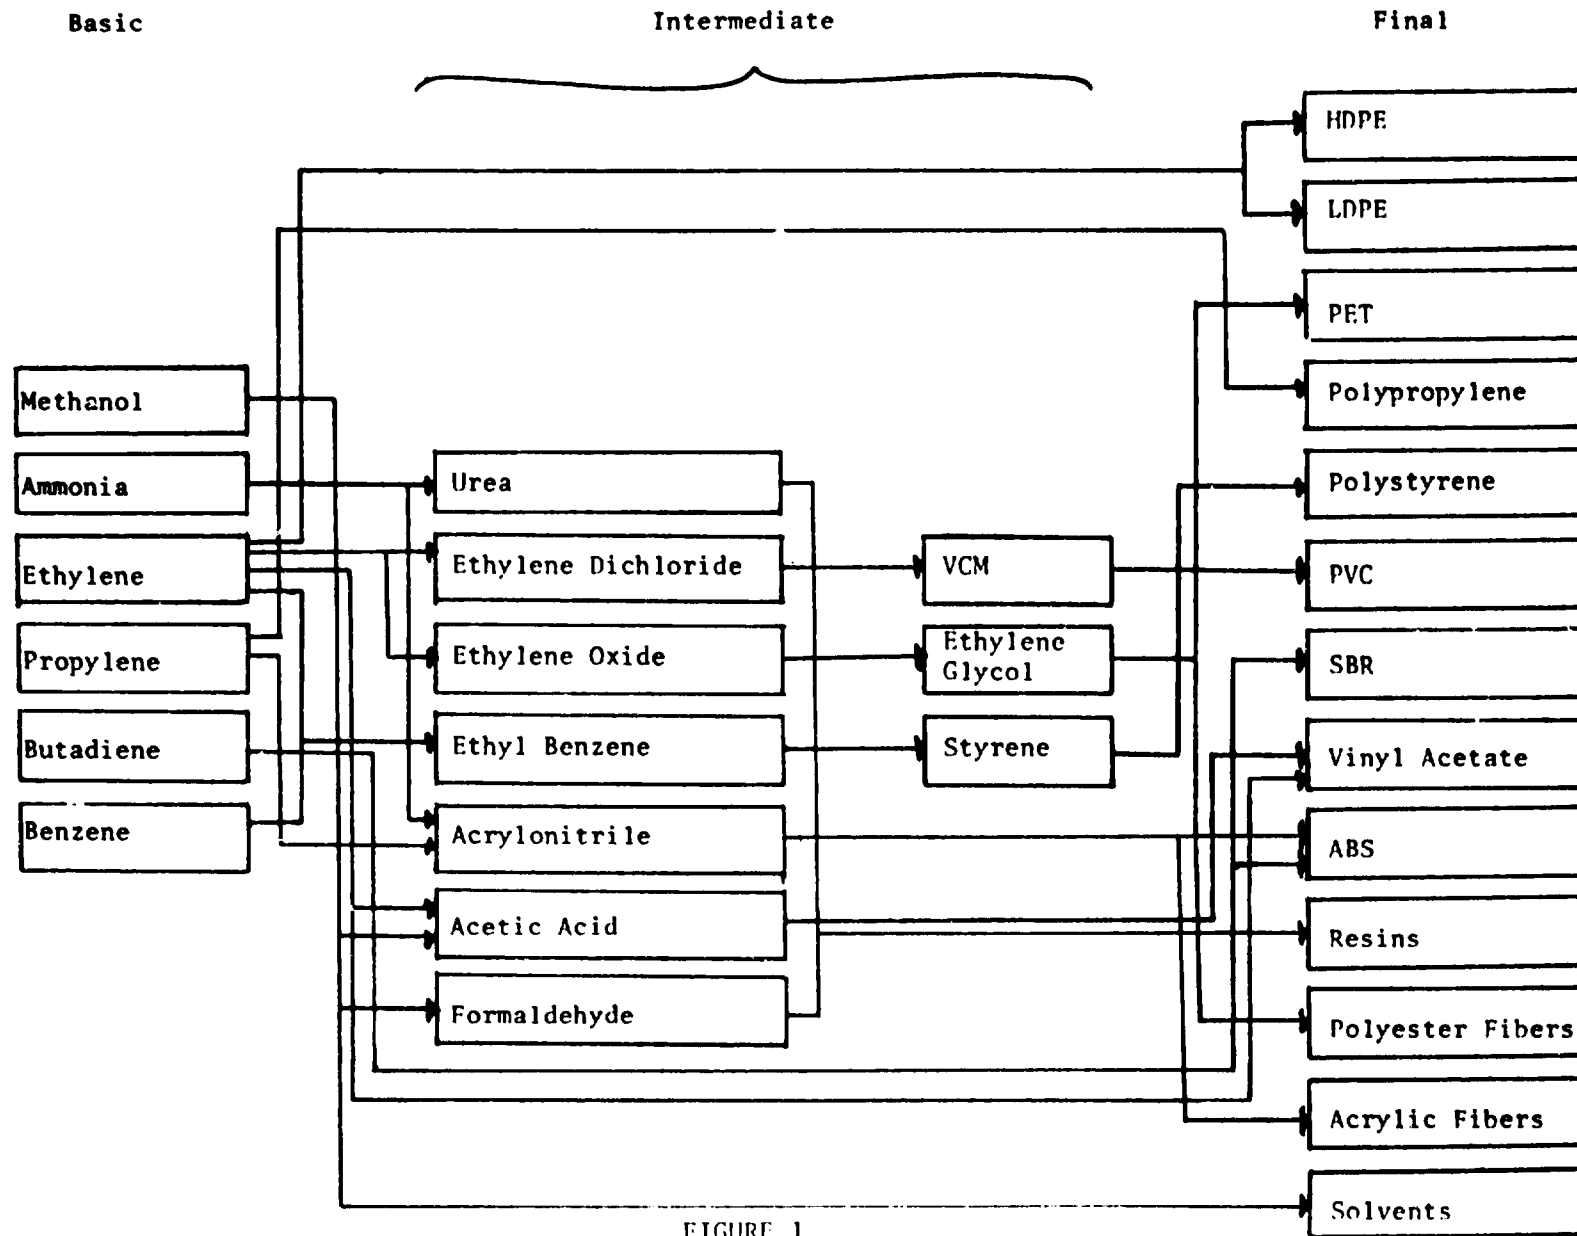 Basic
Intermediate
Final
HDPE
LDPE
PET
Polypropylene
Polystyrene
PVC
SBR
Vinyl Acetate
ABS
Resins
Polyester Fibers
Acrylic Fibers
Solvents
Methanol
Ammonia
Ethylene
Propylene
Butadiene
Benzene
Urea
Ethylene Dichloride
Ethylene Oxide
Ethyl Benzene
Acrylonitrile
Acetic Acid
Formaldehyde
VCM
Ethylene
Glycol
Styrene
FIGURE 1